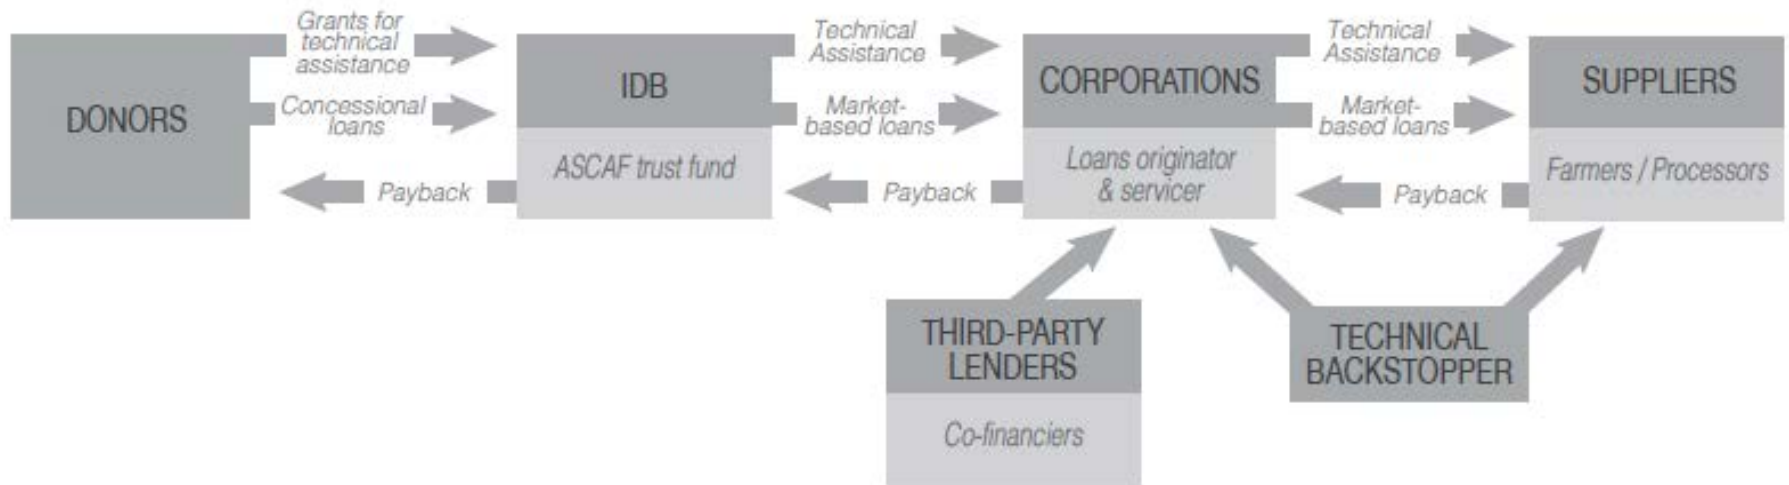 Grants for
technical
assistance
Concessional
loans
Payback
DONORS
IDB
ASCAF trust fund
Technical
Assistance
Market-
based loans
Payback
CORPORATIONS
Loans originator
& servicer
Technical
Assistance
Market-
based loans
Payback
SUPPLIERS
Farmers / Processors
THIRD-PARTY
LENDERS
Co-financiers
TECHNICAL
BACKSTOPPER